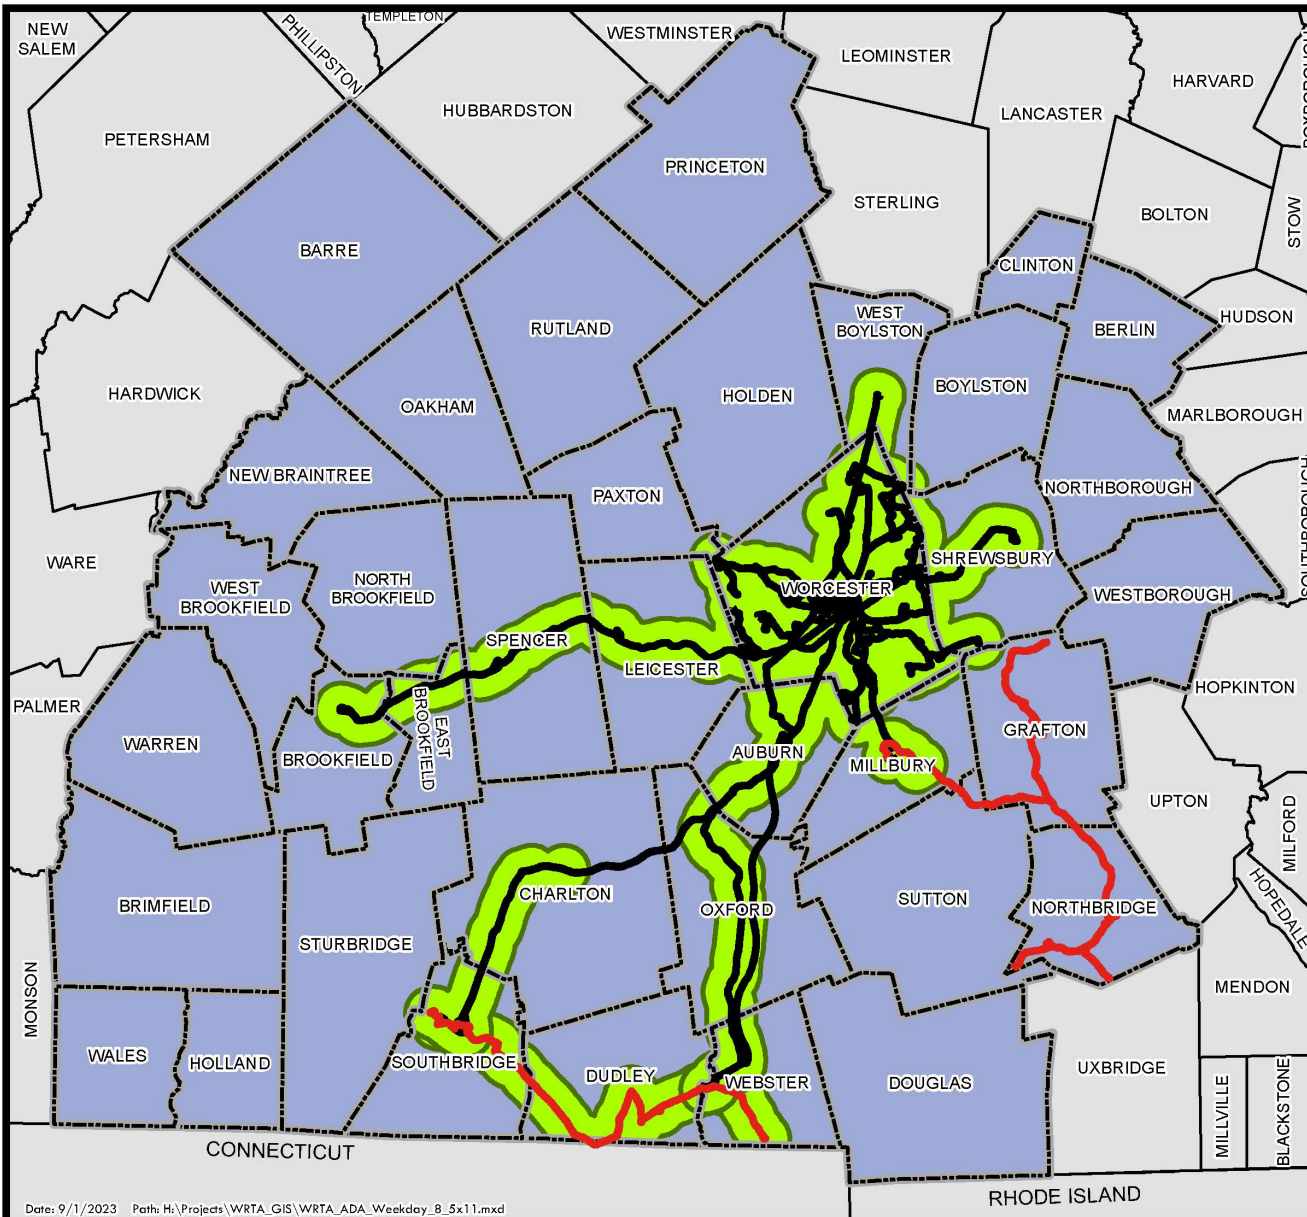 NEW
SALEM
PHILLIPSTON
TEMPLETON
WESTMINSTER
LEOMINSTER
HARVARD
BOXBOROUGH
PETERSHAM
HUBBARDSTON
LANCASTER
PRINCETON
STERLING
BOLTON
STOW
BARRE
CLINTON
RUTLAND
WEST
BOYLSTON
BERLIN
HUDSON
HARDWICK
OAKHAM
HOLDEN
BOYLSTON
MARLBOROUGH
NEW BRAINTREE
PAXTON
NORTHBOROUGH
SOUTHBOROUGH
WARE
WEST
BROOKFIELD
NORTH
BROOKFIELD
WORCESTER
SHREWSBURY
WESTBOROUGH
SPENCER
LEICESTER
HOPKINTON
PALMER
WARREN
BROOKFIELD
EAST
BROOKFIELD
AUBURN
MILLBURY
GRAFTON
UPTON
MILFORD
HOPEDALE
BRIMFIELD
STURBRIDGE
CHARLTON
OXFORD
SUTTON
NORTHBRIDGE
MENDON
MONSON
WALES
HOLLAND
SOUTHBRIDGE
DUDLEY
WEBSTER
DOUGLAS
UXBRIDGE
MILLVILLE
BLACKSTONE
CONNECTICUT
RHODE ISLAND
Date: 9/1/2023 Path: H:\Projects\WRTA_GIS\WRTA_ADA_Weekday_8_5x11.mxd